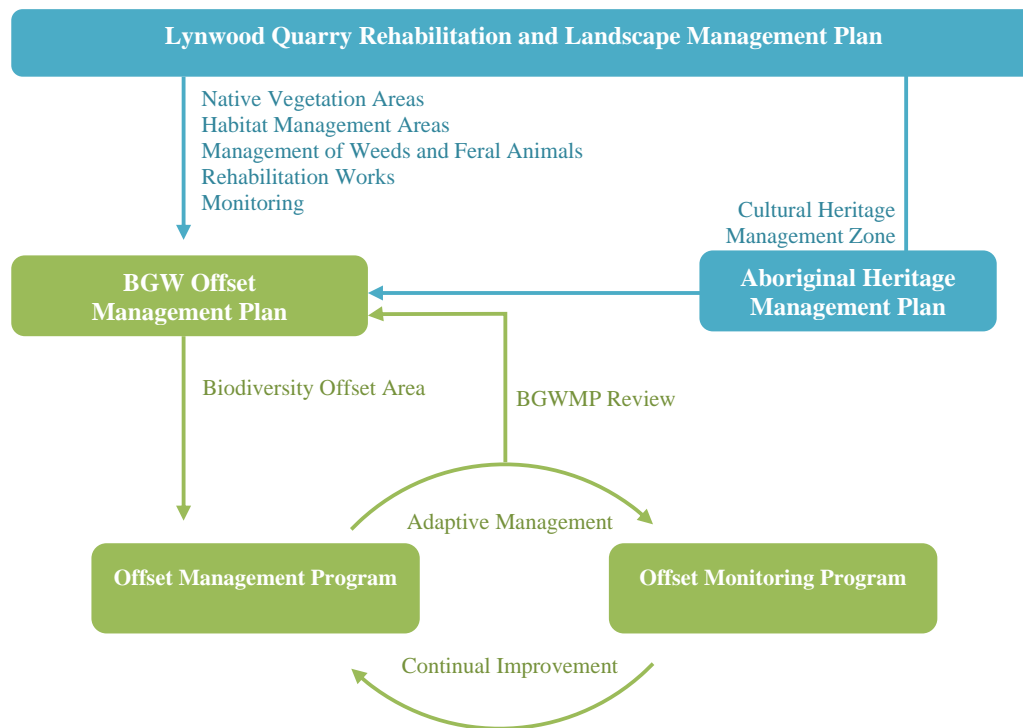 Lynwood Quarry Rehabilitation and Landscape Management Plan
Native Vegetation Areas
Habitat Management Areas
Management of Weeds and Feral Animals
Rehabilitation Works
Monitoring
Cultural Heritage
Management Zone
BGW Offset
Management Plan
Aboriginal Heritage
Management Plan
Biodiversity Offset Area
BGWMP Review
Adaptive Management
Offset Management Program
Offset Monitoring Program
Continual Improvement